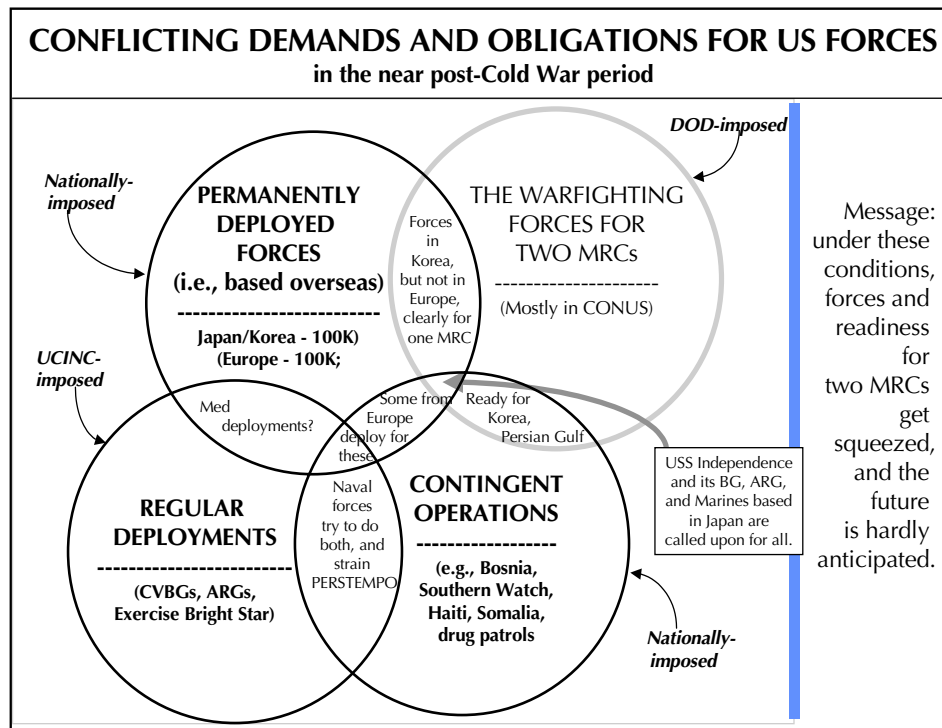 CONFLICTING DEMANDS AND OBLIGATIONS FOR US FORCES
in the near post-Cold War period
Nationally-
imposed
PERMANENTLY
DEPLOYED
FORCES
(i.e., based overseas)
--------------------------
Japan/Korea - 100K)
(Europe - 100K;
Forces
in
Korea,
but not in
Europe,
clearly for
one MRC
DOD-imposed
THE WARFIGHTING
FORCES FOR
TWO MRCs
---------------------
(Mostly in CONUS)
UCINC-
imposed
Med
deployments?
Some from
Europe
deploy for
these
Ready for
Korea,
Persian Gulf
REGULAR
DEPLOYMENTS
-------------------------
(CVBGs, ARGs,
Exercise Bright Star)
Naval
forces
try to do
both, and
strain
PERSTEMPO
CONTINGENT
OPERATIONS
------------------
(e.g., Bosnia,
Southern Watch,
Haiti, Somalia,
drug patrols
USS Independence
and its BG, ARG,
and Marines based
in Japan are
called upon for all.
Nationally-
imposed
Message:
under these
conditions,
forces and
readiness
for
two MRCs
get
squeezed,
and the
future
is hardly
anticipated.